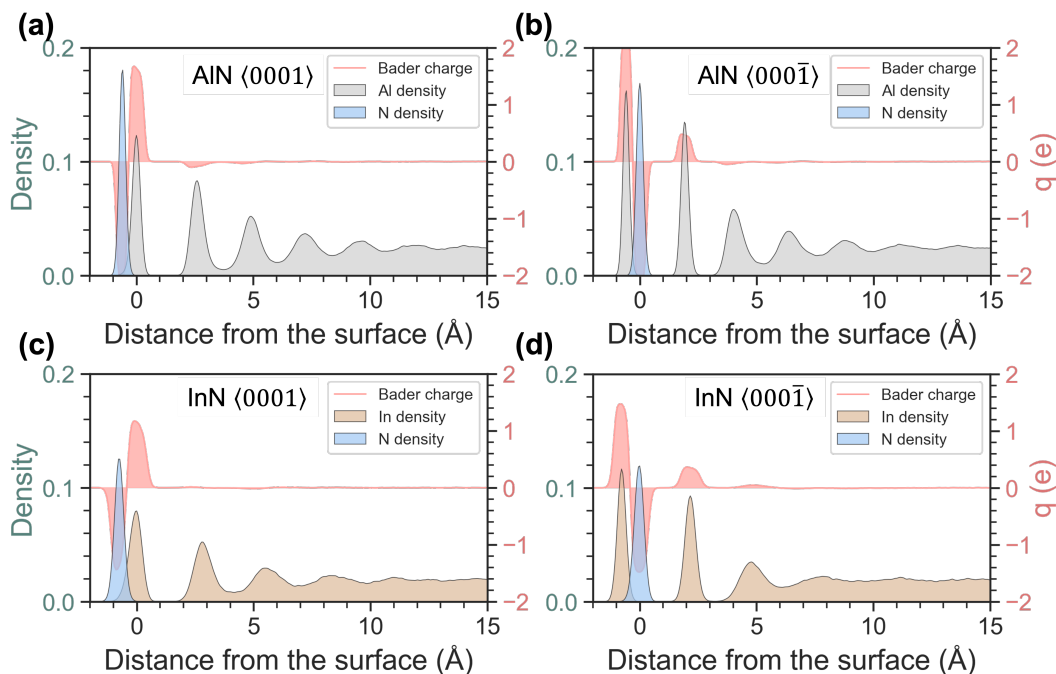 (a)
(b)
0.2
0.1
0.0
Density
AlN ⟨0001⟩
Bader charge
Al density
N density
0
5
10
15
Distance from the surface (Å)
AlN ⟨0001̄⟩
Bader charge
Al density
N density
2
1
0
−1
−2
q (e)
0
5
10
15
Distance from the surface (Å)
(c)
(d)
0.2
0.1
0.0
Density
InN ⟨0001⟩
Bader charge
In density
N density
2
1
0
−1
−2
0
5
10
15
Distance from the surface (Å)
0.2
0.1
0.0
InN ⟨0001̄⟩
Bader charge
In density
N density
2
1
0
−1
−2
q (e)
0
5
10
15
Distance from the surface (Å)
2
1
0
−1
−2
0.2
0.1
0.0